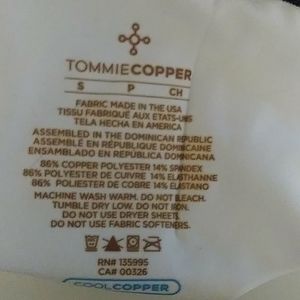 TOMMIECOPPER
S P CH
FABRIC MADE IN THE USA
TISSU FABRIQUÉ AUX ETATS-UNIS
TELA HECHA EN AMERICA
ASSEMBLED IN THE DOMINICAN REPUBLIC
ASSEMBLÉ EN RÉPUBLIQUE DOMINICAINE
ENSAMBLADO EN REPÚBLICA DOMINICANA
86% COPPER POLYESTER 14% SPANDEX
86% POLYESTER DE CUIVRE 14% ELASTHANNE
86% POLIESTER DE COBRE 14% ELASTANO
MACHINE WASH WARM. DO NOT BLEACH.
TUMBLE DRY LOW. DO NOT IRON.
DO NOT USE DRYER SHEETS.
DO NOT USE FABRIC SOFTENERS.
RN# 135995
CA# 00326
COOLCOPPER